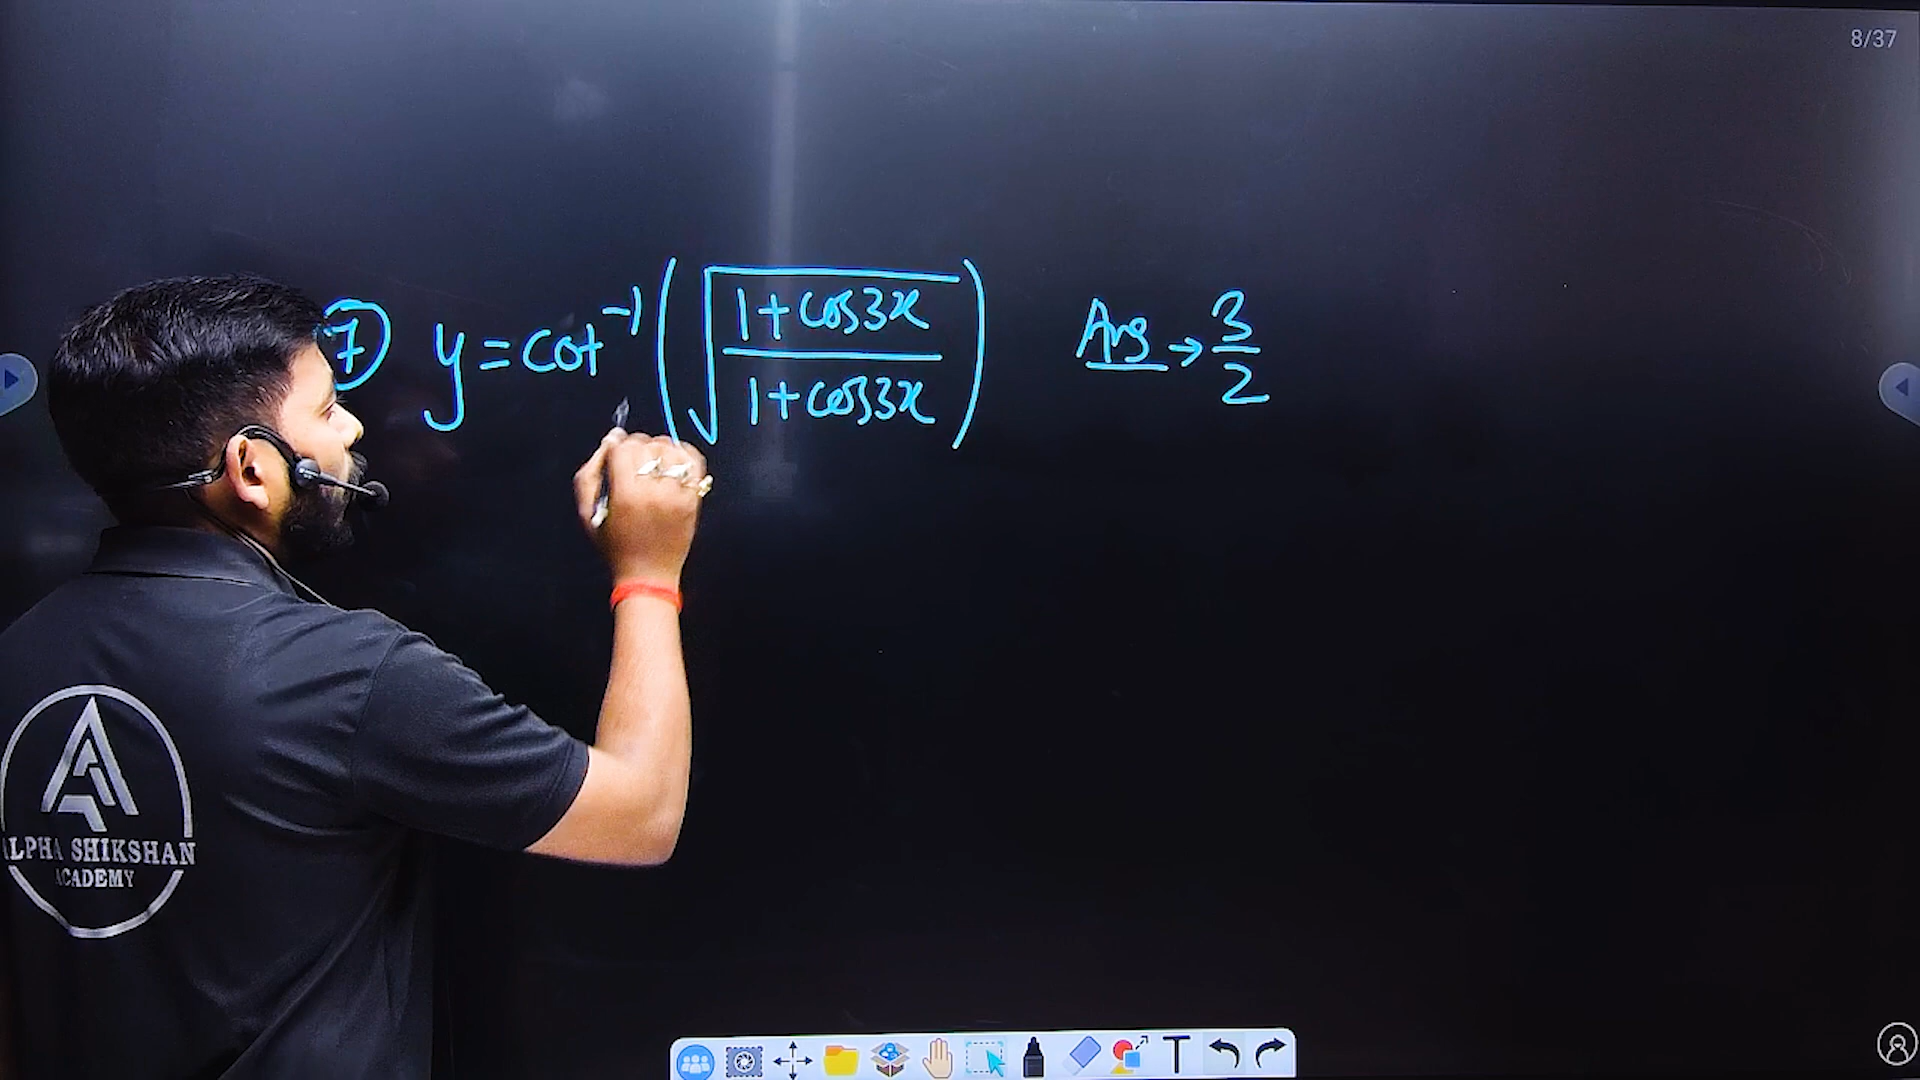 8/37
⑦ y = cot⁻¹(√((1+cos3x)/(1+cos3x))) Ans → 3/2
ALPHA SHIKSHAN
ACADEMY
T